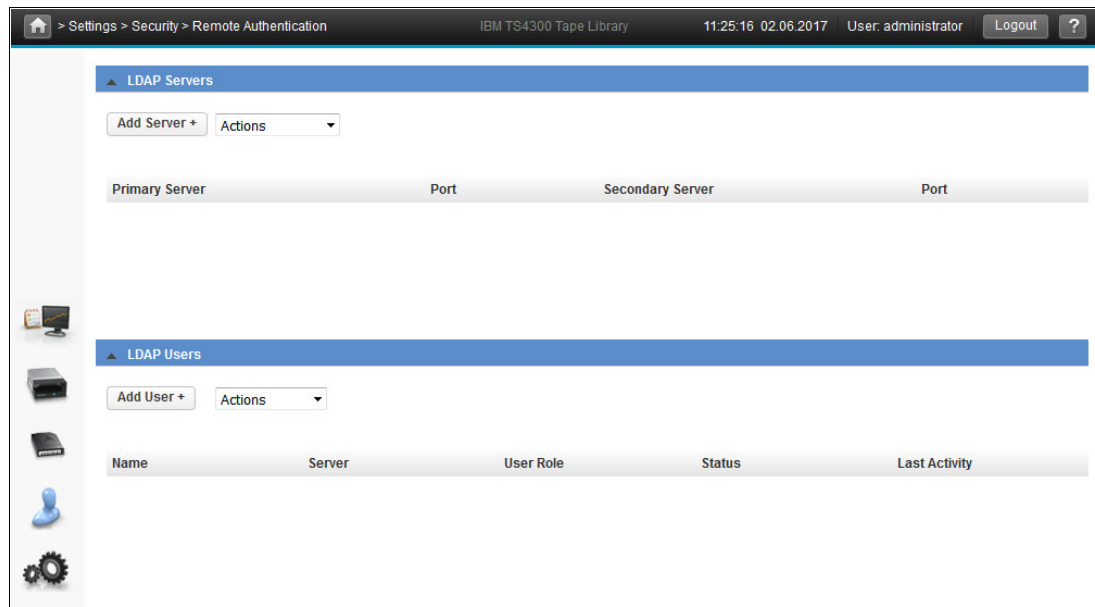 > Settings > Security > Remote Authentication IBM TS4300 Tape Library 11:25:16 02.06.2017 User: administrator Logout ?
LDAP Servers
Add Server + Actions
Primary Server Port Secondary Server Port
LDAP Users
Add User + Actions
Name Server User Role Status Last Activity